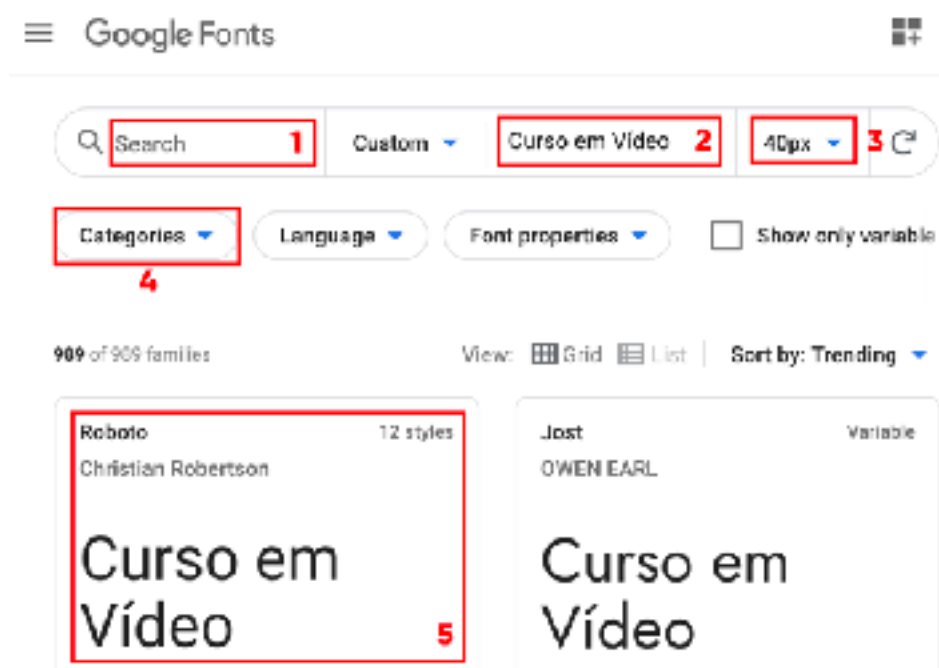 Google Fonts
Search 1 Custom Curso em Vídeo 2 40px 3
Categories Language Font properties Show only variable
4
989 of 989 families View: Grid List Sort by: Trending
Roboto 12 styles
Christian Robertson
Curso em
Vídeo 5
Jost Variable
OWEN EARL
Curso em
Vídeo